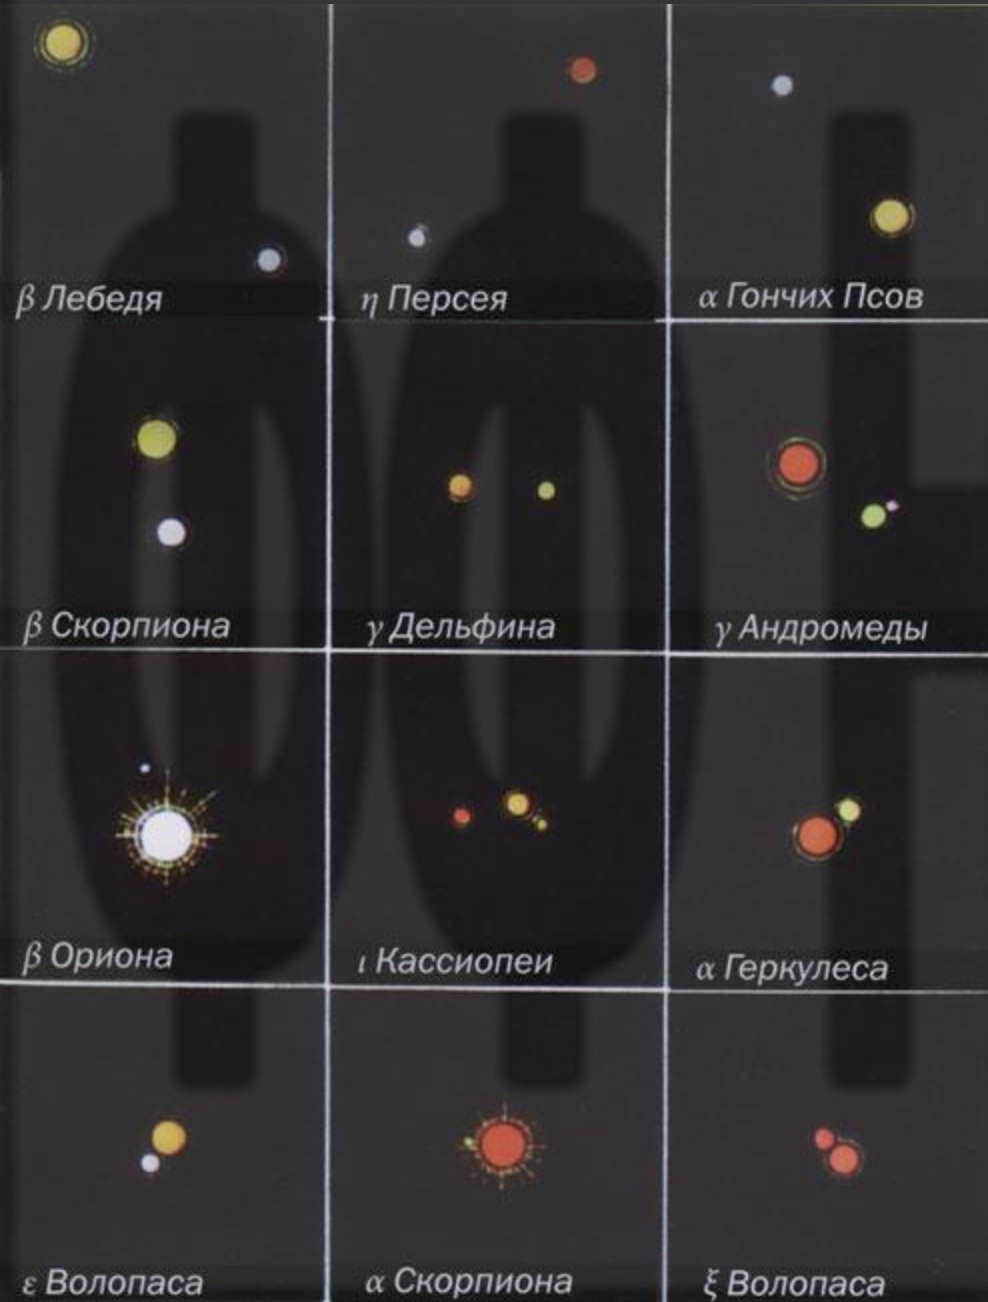 β Лебедя
η Персея
α Гончих Псов
β Скорпиона
γ Дельфина
γ Андромеды
β Ориона
ι Кассиопеи
α Геркулеса
ε Волопаса
α Скорпиона
ξ Волопаса